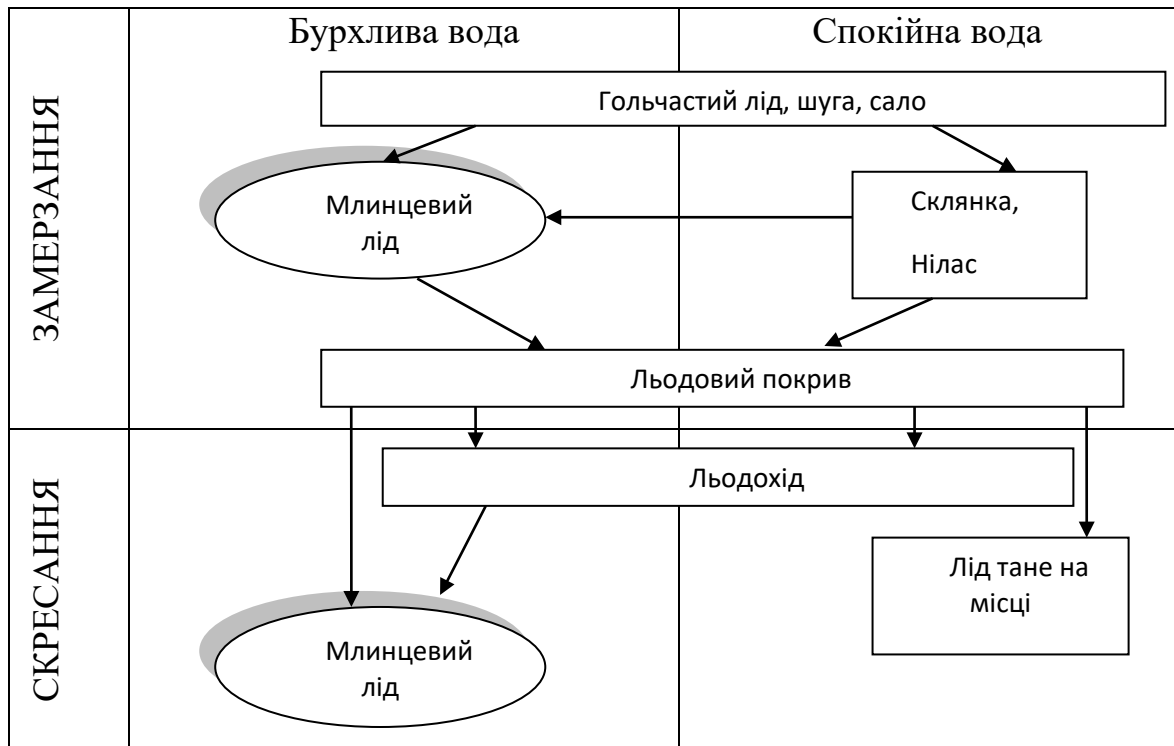 Бурхлива вода
Спокійна вода
ЗАМЕРЗАННЯ
Гольчастий лід, шуга, сало
Млинцевий
лід
Склянка,
Нілас
Льодовий покрив
СКРЕСАННЯ
Льодохід
Лід тане на
місці
Млинцевий
лід